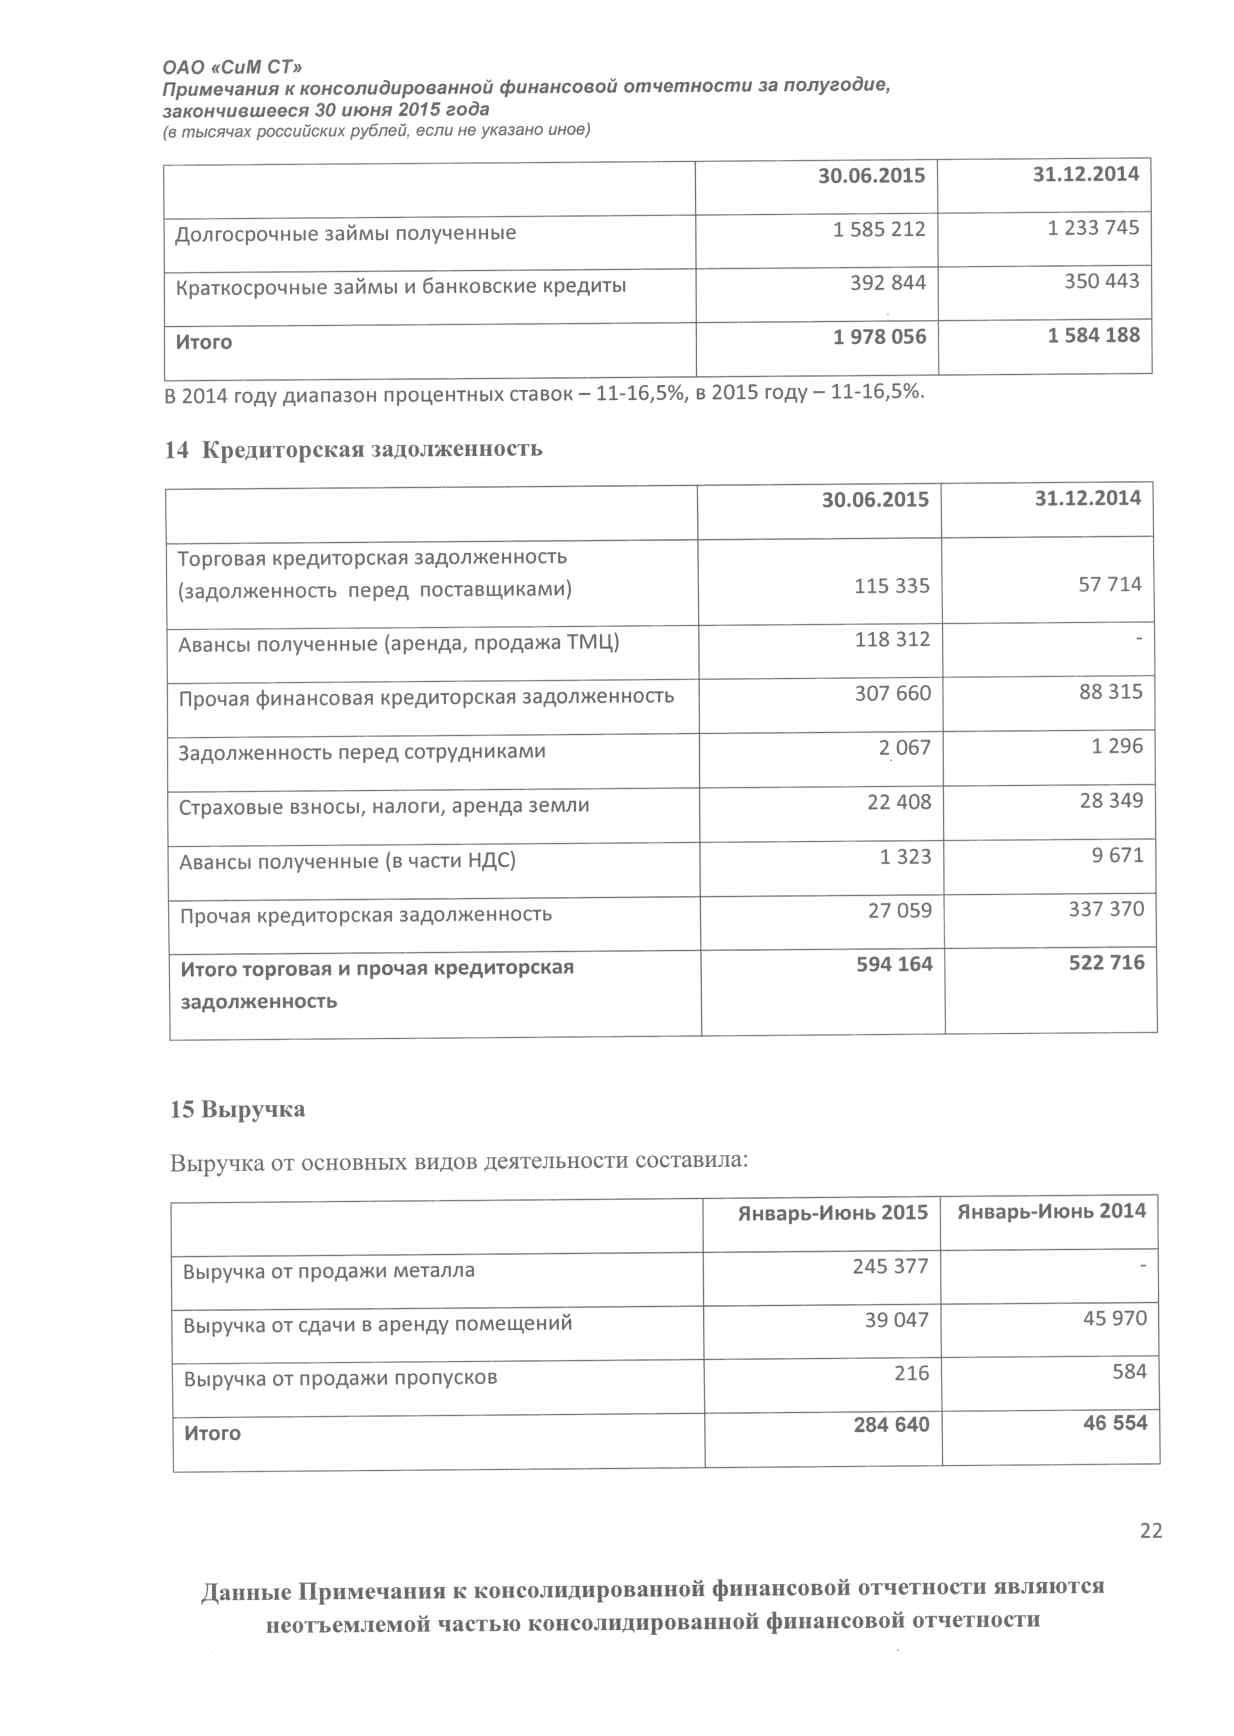 ОАО «СиМ СТ»
Примечания к консолидированной финансовой отчетности за полугодие,
закончившееся 30 июня 2015 года
(в тысячах российских рублей, если не указано иное)
30.06.2015 31.12.2014
Долгосрочные займы полученные 1 585 212 1 233 745
Краткосрочные займы и банковские кредиты 392 844 350 443
Итого 1 978 056 1 584 188
В 2014 году диапазон процентных ставок – 11-16,5%, в 2015 году – 11-16,5%.
14 Кредиторская задолженность
30.06.2015 31.12.2014
Торговая кредиторская задолженность
(задолженность перед поставщиками) 115 335 57 714
Авансы полученные (аренда, продажа ТМЦ) 118 312 -
Прочая финансовая кредиторская задолженность 307 660 88 315
Задолженность перед сотрудниками 2 067 1 296
Страховые взносы, налоги, аренда земли 22 408 28 349
Авансы полученные (в части НДС) 1 323 9 671
Прочая кредиторская задолженность 27 059 337 370
Итого торговая и прочая кредиторская 594 164 522 716
задолженность
15 Выручка
Выручка от основных видов деятельности составила:
Январь-Июнь 2015 Январь-Июнь 2014
Выручка от продажи металла 245 377 -
Выручка от сдачи в аренду помещений 39 047 45 970
Выручка от продажи пропусков 216 584
Итого 284 640 46 554
22
Данные Примечания к консолидированной финансовой отчетности являются
неотъемлемой частью консолидированной финансовой отчетности